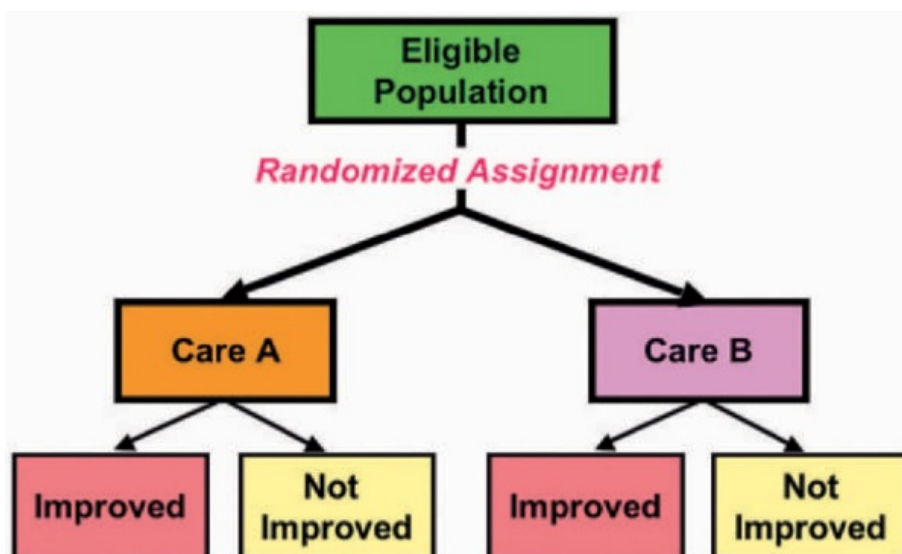 Eligible
Population
Randomized Assignment
Care A
Care B
Improved
Not
Improved
Improved
Not
Improved